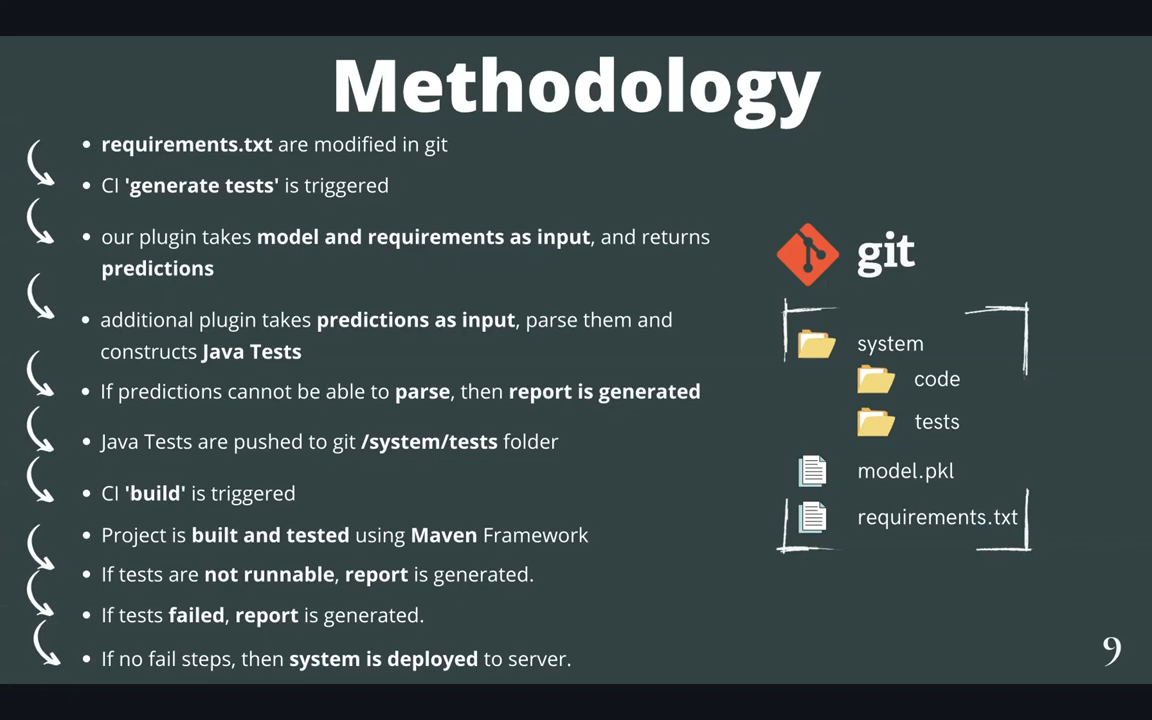 Methodology
• requirements.txt are modified in git
• CI 'generate tests' is triggered
• our plugin takes model and requirements as input, and returns
predictions
• additional plugin takes predictions as input, parse them and
constructs Java Tests
• If predictions cannot be able to parse, then report is generated
• Java Tests are pushed to git /system/tests folder
• CI 'build' is triggered
• Project is built and tested using Maven Framework
• If tests are not runnable, report is generated.
• If tests failed, report is generated.
• If no fail steps, then system is deployed to server.
git
system
code
tests
model.pkl
requirements.txt
9